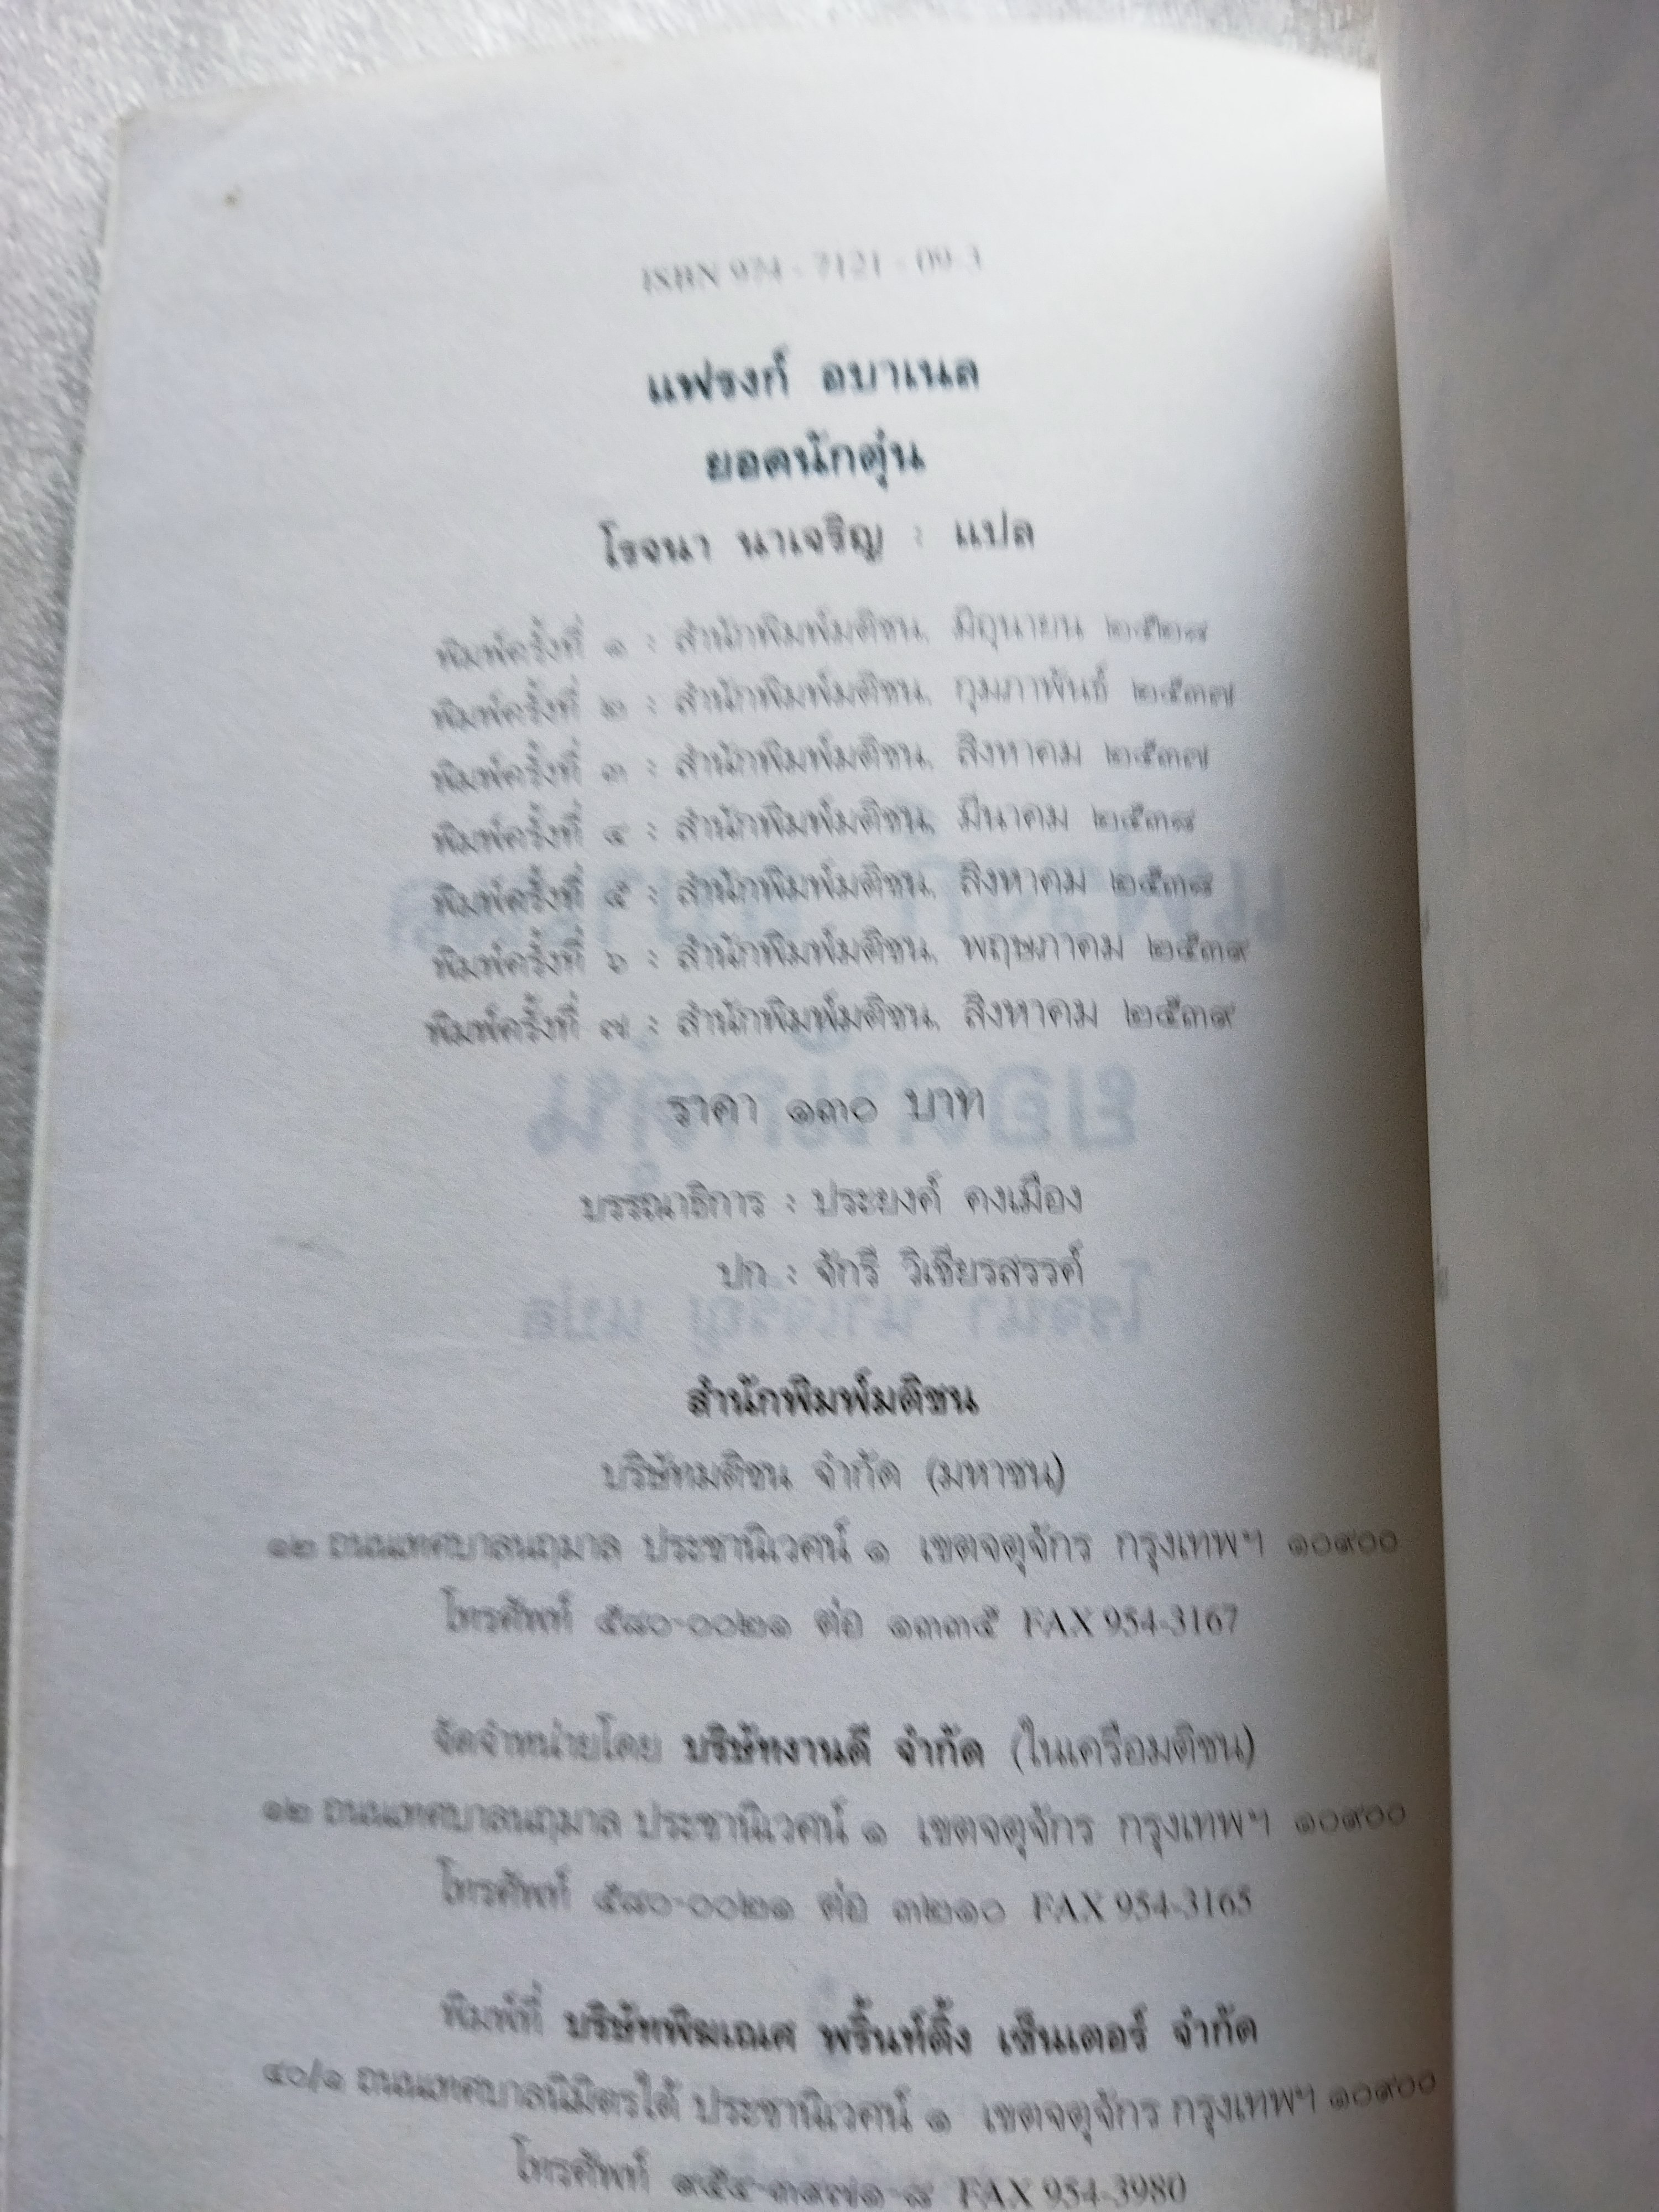 ISBN 974 - 7121 - 09-3
แฟรงก์ อบาเนล
ยอดนักตุ๋น
โรจนา นาเจริญ : แปล
พิมพ์ครั้งที่ ๑ : สำนักพิมพ์มติชน, มิถุนายน ๒๕๒๗
พิมพ์ครั้งที่ ๒ : สำนักพิมพ์มติชน, กุมภาพันธ์ ๒๕๓๗
พิมพ์ครั้งที่ ๓ : สำนักพิมพ์มติชน, สิงหาคม ๒๕๓๗
พิมพ์ครั้งที่ ๔ : สำนักพิมพ์มติชน, มีนาคม ๒๕๓๘
พิมพ์ครั้งที่ ๕ : สำนักพิมพ์มติชน, สิงหาคม ๒๕๓๘
พิมพ์ครั้งที่ ๖ : สำนักพิมพ์มติชน, พฤษภาคม ๒๕๓๙
พิมพ์ครั้งที่ ๗ : สำนักพิมพ์มติชน, สิงหาคม ๒๕๓๙
ราคา ๑๓๐ บาท
บรรณาธิการ : ประยงค์ คงเมือง
ปก : จักรี วิเชียรสรรค์
สำนักพิมพ์มติชน
บริษัทมติชน จำกัด (มหาชน)
๑๒ ถนนเทศบาลนฤมาล ประชานิเวศน์ ๑ เขตจตุจักร กรุงเทพฯ ๑๐๙๐๐
โทรศัพท์ ๕๘๐-๐๐๒๑ ต่อ ๑๓๓๕ FAX 954-3167
จัดจำหน่ายโดย บริษัทงานดี จำกัด (ในเครือมติชน)
๑๒ ถนนเทศบาลนฤมาล ประชานิเวศน์ ๑ เขตจตุจักร กรุงเทพฯ ๑๐๙๐๐
โทรศัพท์ ๕๘๐-๐๐๒๑ ต่อ ๓๒๑๐ FAX 954-3165
พิมพ์ที่ บริษัทพิฆเณศ พริ้นท์ติ้ง เซ็นเตอร์ จำกัด
๔๐/๑ ถนนเทศบาลนิมิตรใต้ ประชานิเวศน์ ๑ เขตจตุจักร กรุงเทพฯ ๑๐๙๐๐
โทรศัพท์ FAX 954-3980